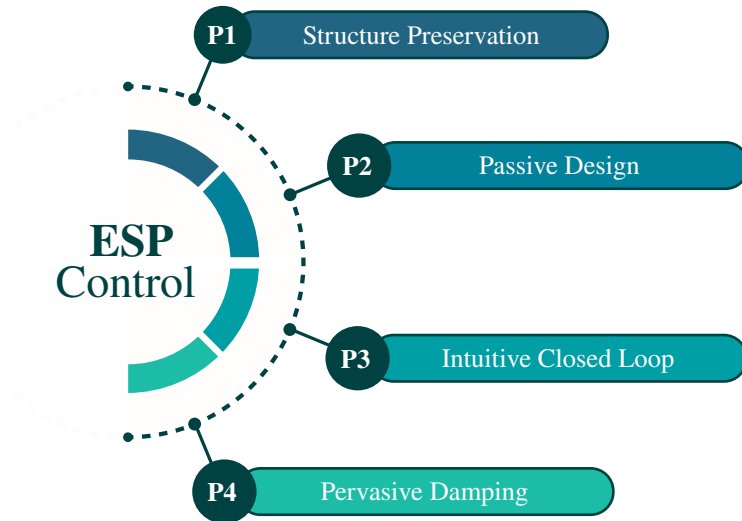 P1 Structure Preservation
P2 Passive Design
ESP
Control
P3 Intuitive Closed Loop
P4 Pervasive Damping